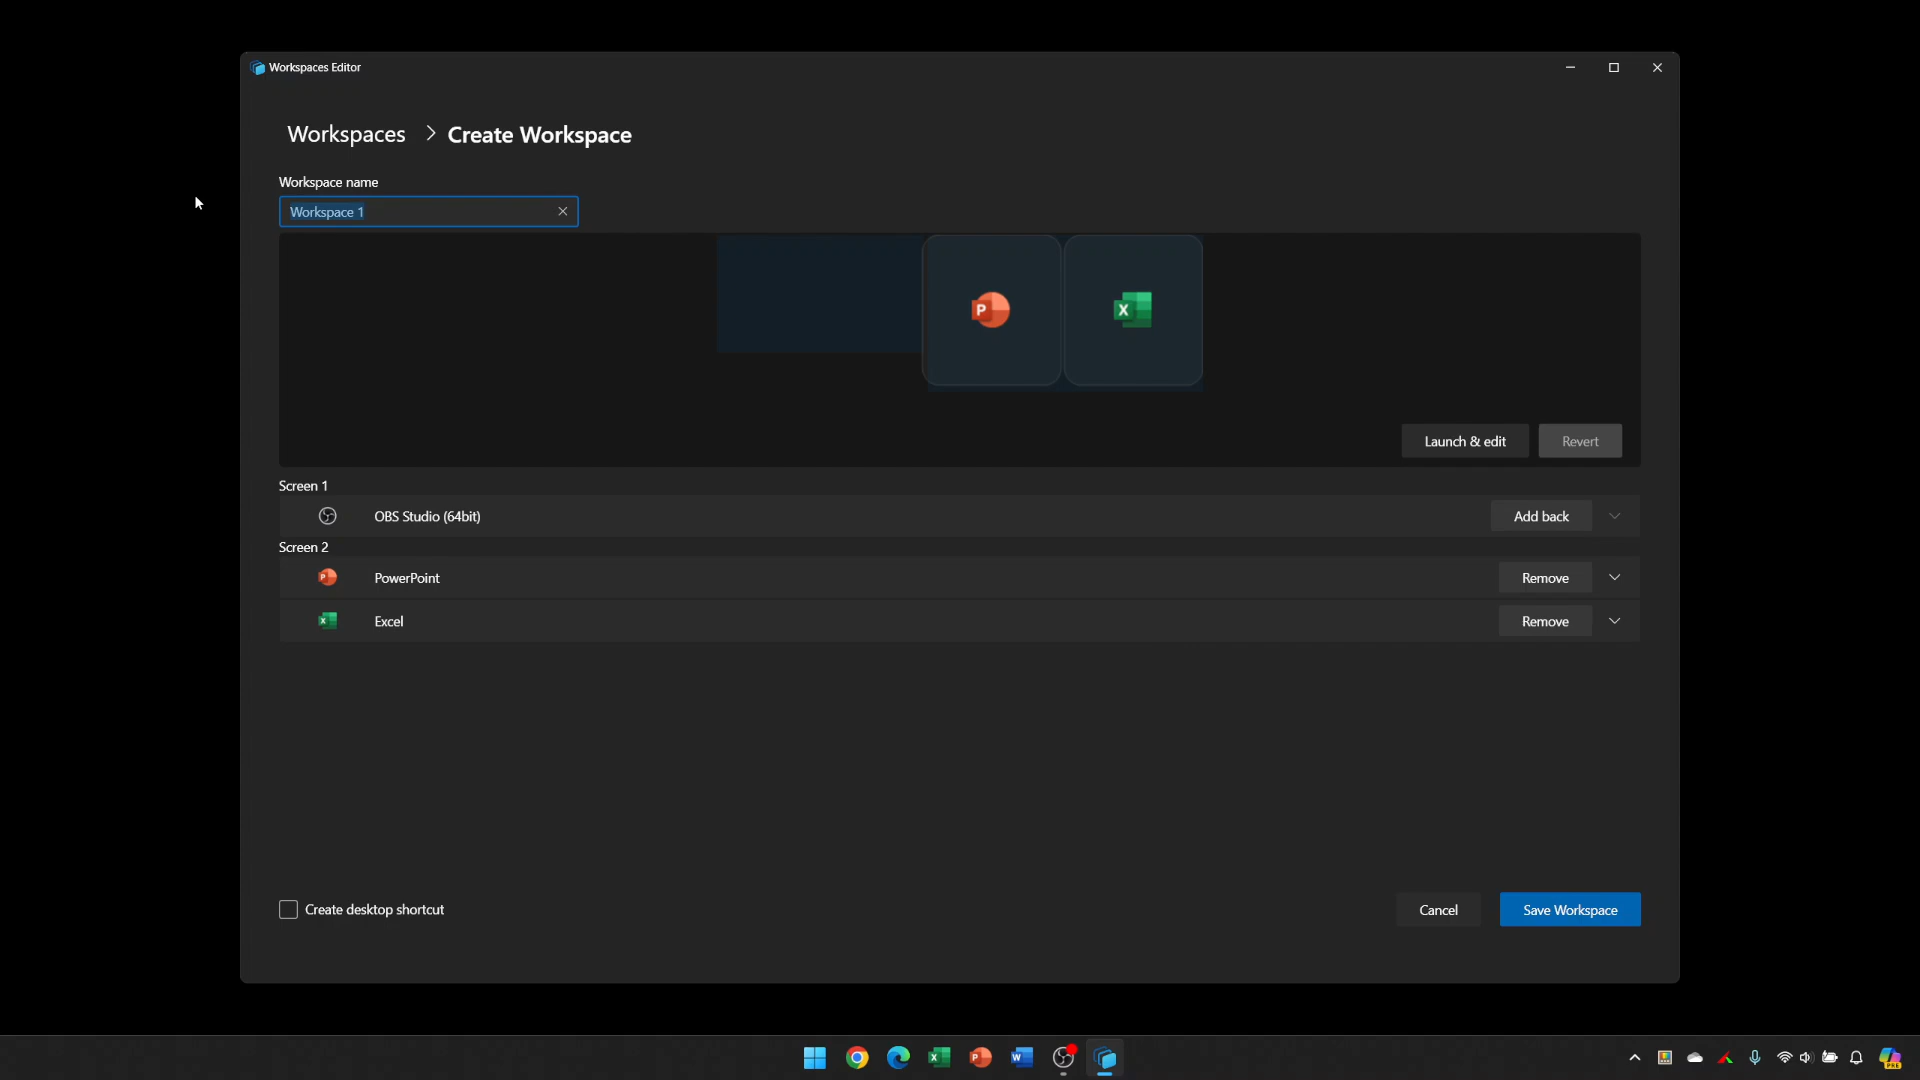 Workspaces Editor
Workspaces > Create Workspace
Workspace name
Workspace 1
P
X
Launch & edit
Revert
Screen 1
OBS Studio (64bit)
Add back
Screen 2
PowerPoint
Remove
Excel
Remove
Create desktop shortcut
Cancel
Save Workspace